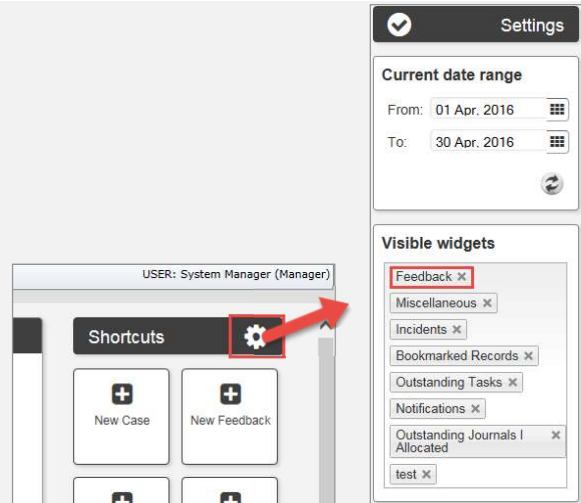 Settings
Current date range
From: 01 Apr. 2016
To: 30 Apr. 2016
Visible widgets
Feedback ×
Miscellaneous ×
Incidents ×
Bookmarked Records ×
Outstanding Tasks ×
Notifications ×
Outstanding Journals I ×
Allocated
test ×
USER: System Manager (Manager)
Shortcuts
New Case New Feedback